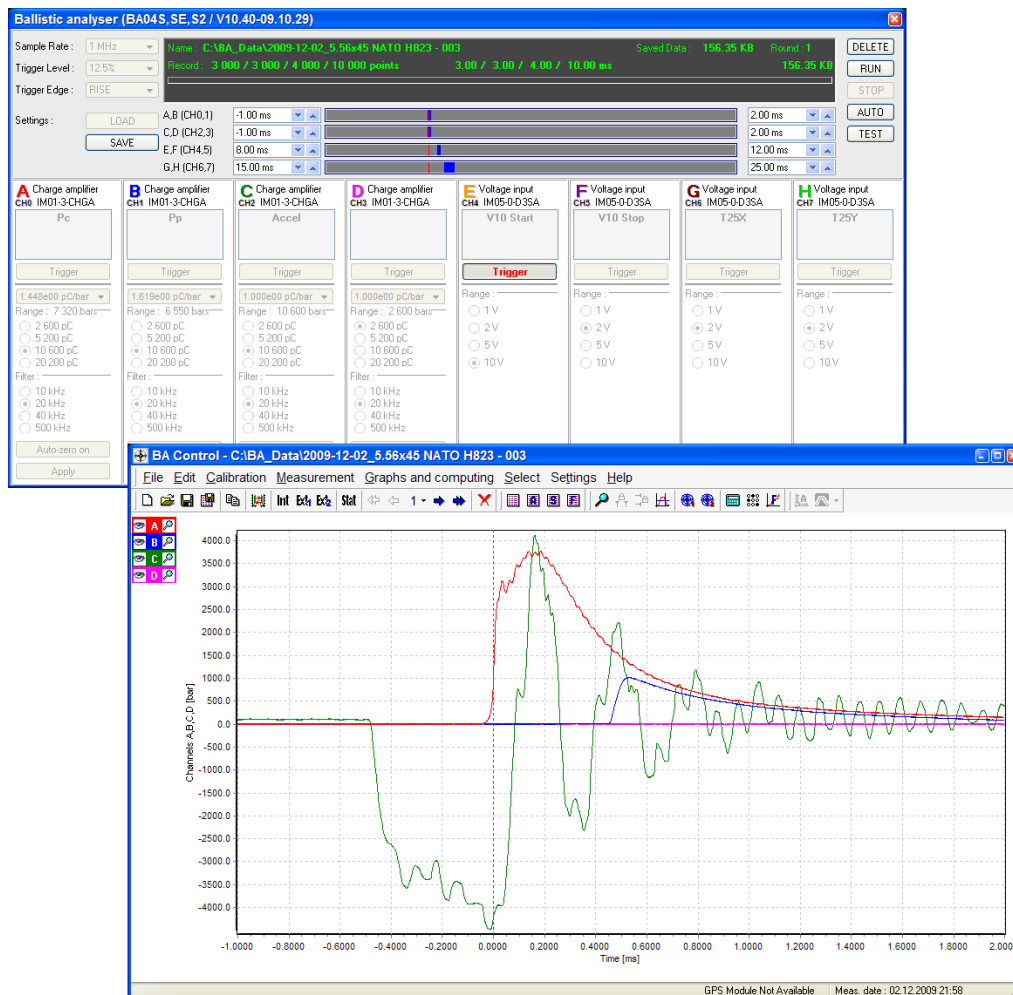 Ballistic analyser (BA04S,SE,S2 / V10.40-09.10.29)
Sample Rate : 1 MHz
Trigger Level : 12.5%
Trigger Edge : RISE
Name : C:\BA_Data\2009-12-02_5.56x45 NATO H823 - 003 Saved Data : 156.35 KB Round : 1
Record : 3 000 / 3 000 / 4 000 / 10 000 points 3.00 / 3.00 / 4.00 / 10.00 ms 156.35 KB
DELETE
RUN
STOP
AUTO
TEST
Settings : LOAD
SAVE
A,B (CH0,1) -1.00 ms 2.00 ms
C,D (CH2,3) -1.00 ms 2.00 ms
E,F (CH4,5) 8.00 ms 12.00 ms
G,H (CH6,7) 15.00 ms 25.00 ms
A Charge amplifier
CH0 IM01-3-CHGA
Pc
Trigger
1.448e00 pC/bar
Range : 7 320 bars
2 600 pC
5 200 pC
10 600 pC
20 200 pC
Filter :
10 kHz
20 kHz
40 kHz
500 kHz
Auto-zero on
Apply
B Charge amplifier
CH1 IM01-3-CHGA
Pp
Trigger
1.619e00 pC/bar
Range : 6 550 bars
2 600 pC
5 200 pC
10 600 pC
20 200 pC
Filter :
10 kHz
20 kHz
40 kHz
500 kHz
C Charge amplifier
CH2 IM01-3-CHGA
Accel
Trigger
1.000e00 pC/bar
Range : 10 600 bars
2 600 pC
5 200 pC
10 600 pC
20 200 pC
Filter :
10 kHz
20 kHz
40 kHz
500 kHz
D Charge amplifier
CH3 IM01-3-CHGA
Trigger
1.000e00 pC/bar
Range : 2 600 bars
2 600 pC
5 200 pC
10 600 pC
20 200 pC
Filter :
10 kHz
20 kHz
40 kHz
500 kHz
E Voltage input
CH4 IM05-0-D3SA
V10 Start
Trigger
Range :
1 V
2 V
5 V
10 V
F Voltage input
CH5 IM05-0-D3SA
V10 Stop
Trigger
Range :
1 V
2 V
5 V
10 V
G Voltage input
CH6 IM05-0-D3SA
T25X
Trigger
Range :
1 V
2 V
5 V
10 V
H Voltage input
CH7 IM05-0-D3SA
T25Y
Trigger
Range :
1 V
2 V
5 V
10 V
BA Control - C:\BA_Data\2009-12-02_5.56x45 NATO H823 - 003
File Edit Calibration Measurement Graphs and computing Select Settings Help
Int Ext1 Ext2 Stat 1 A S F
A
B
C
D
4000.0
3500.0
3000.0
2500.0
2000.0
1500.0
1000.0
500.0
0.0
-500.0
-1000.0
-1500.0
-2000.0
-2500.0
-3000.0
-3500.0
-4000.0
Channels A,B,C,D [bar]
-1.0000 -0.8000 -0.6000 -0.4000 -0.2000 0.0000 0.2000 0.4000 0.6000 0.8000 1.0000 1.2000 1.4000 1.6000 1.8000 2.000
Time [ms]
GPS Module Not Available Meas. date : 02.12.2009 21:58